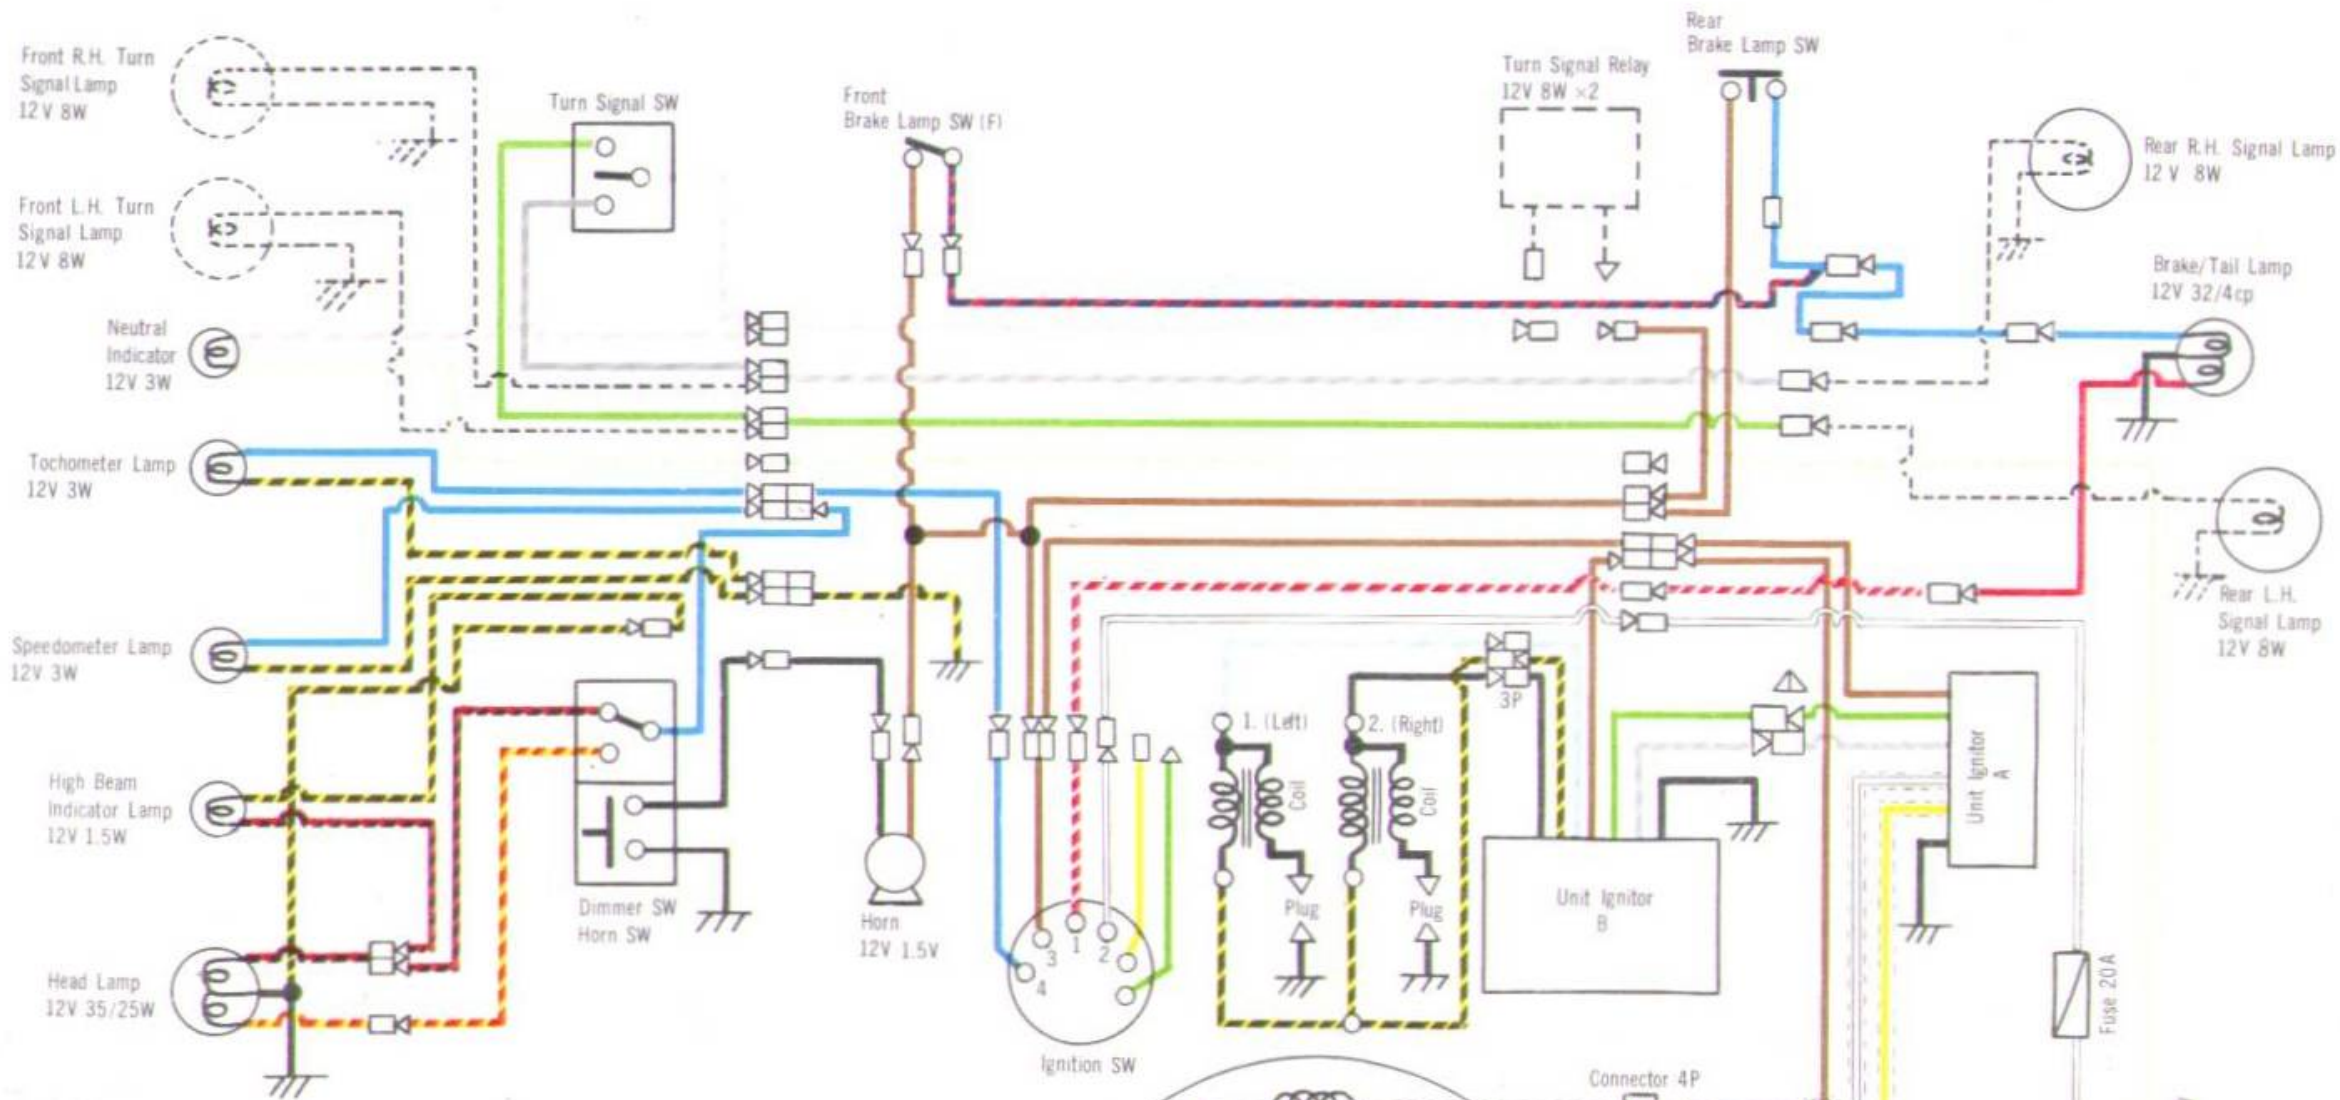 Front R.H. Turn
Signal Lamp
12V 8W
Turn Signal SW
Front
Brake Lamp SW (F)
Turn Signal Relay
12V 8W ×2
Rear
Brake Lamp SW
Rear R.H. Signal Lamp
12 V 8W
Front L.H. Turn
Signal Lamp
12V 8W
Brake/Tail Lamp
12V 32/4cp
Neutral
Indicator
12V 3W
Tochometer Lamp
12V 3W
Rear L.H.
Signal Lamp
12V 8W
Speedometer Lamp
12V 3W
3P
1. (Left)
2. (Right)
Coil
Coil
Unit Ignitor
A
High Beam
Indicator Lamp
12V 1.5W
Dimmer SW
Horn SW
Horn
12V 1.5V
Plug
Plug
Unit Ignitor
B
3
1
2
4
Head Lamp
12V 35/25W
Fuse 20A
Ignition SW
Connector 4P